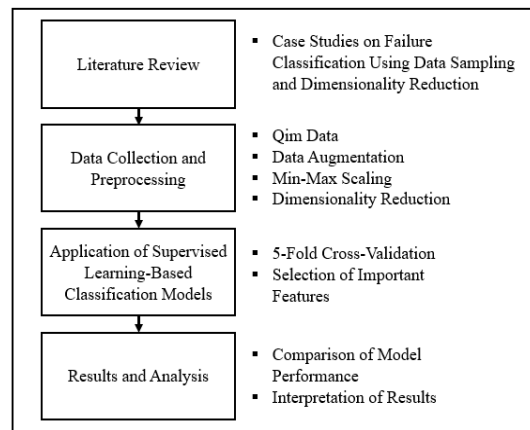 Literature Review
▪ Case Studies on Failure
Classification Using Data Sampling
and Dimensionality Reduction
Data Collection and
Preprocessing
▪ Qim Data
▪ Data Augmentation
▪ Min-Max Scaling
▪ Dimensionality Reduction
Application of Supervised
Learning-Based
Classification Models
▪ 5-Fold Cross-Validation
▪ Selection of Important
Features
Results and Analysis
▪ Comparison of Model
Performance
▪ Interpretation of Results